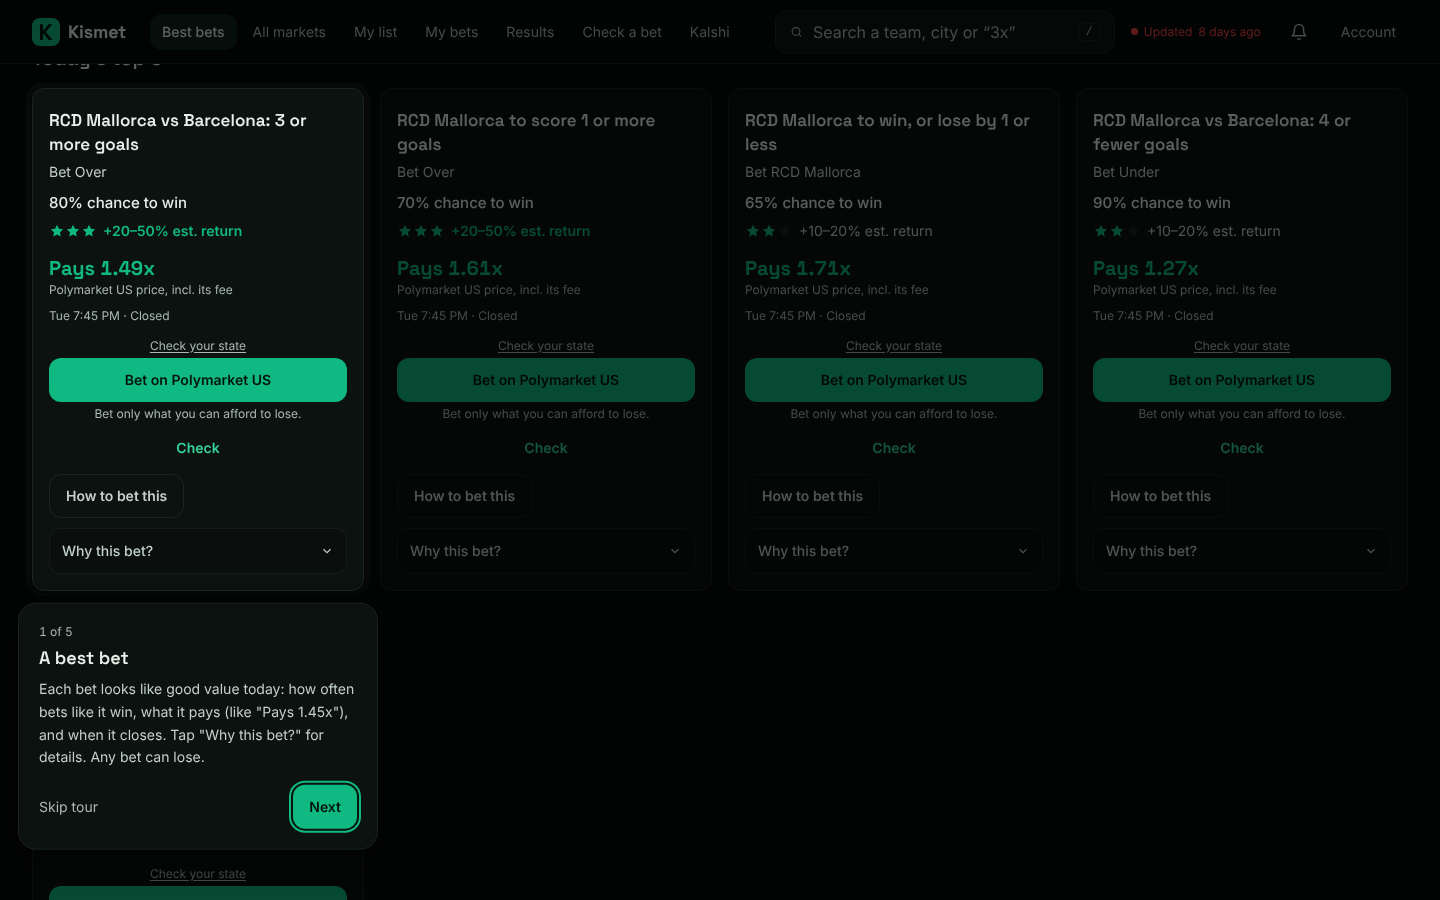 Kismet
Best bets
All markets
My list
My bets
Results
Check a bet
Kalshi
Search a team, city or “3x”
/
Updated 8 days ago
Account
RCD Mallorca vs Barcelona: 3 or
more goals
Bet Over
80% chance to win
+20–50% est. return
Pays 1.49x
Polymarket US price, incl. its fee
Tue 7:45 PM · Closed
Check your state
Bet on Polymarket US
Bet only what you can afford to lose.
Check
How to bet this
Why this bet?
RCD Mallorca to score 1 or more
goals
Bet Over
70% chance to win
+20–50% est. return
Pays 1.61x
Polymarket US price, incl. its fee
Tue 7:45 PM · Closed
Check your state
Bet on Polymarket US
Bet only what you can afford to lose.
Check
How to bet this
Why this bet?
RCD Mallorca to win, or lose by 1 or
less
Bet RCD Mallorca
65% chance to win
+10–20% est. return
Pays 1.71x
Polymarket US price, incl. its fee
Tue 7:45 PM · Closed
Check your state
Bet on Polymarket US
Bet only what you can afford to lose.
Check
How to bet this
Why this bet?
RCD Mallorca vs Barcelona: 4 or
fewer goals
Bet Under
90% chance to win
+10–20% est. return
Pays 1.27x
Polymarket US price, incl. its fee
Tue 7:45 PM · Closed
Check your state
Bet on Polymarket US
Bet only what you can afford to lose.
Check
How to bet this
Why this bet?
1 of 5
A best bet
Each bet looks like good value today: how often
bets like it win, what it pays (like "Pays 1.45x"),
and when it closes. Tap "Why this bet?" for
details. Any bet can lose.
Skip tour
Next
Check your state